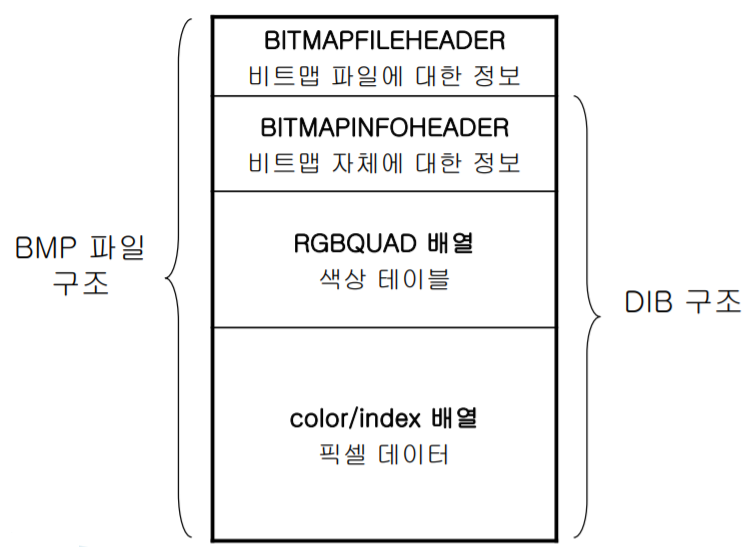 BITMAPFILEHEADER
비트맵 파일에 대한 정보
BITMAPINFOHEADER
비트맵 자체에 대한 정보
RGBQUAD 배열
색상 테이블
color/index 배열
픽셀 데이터
BMP 파일
구조
DIB 구조